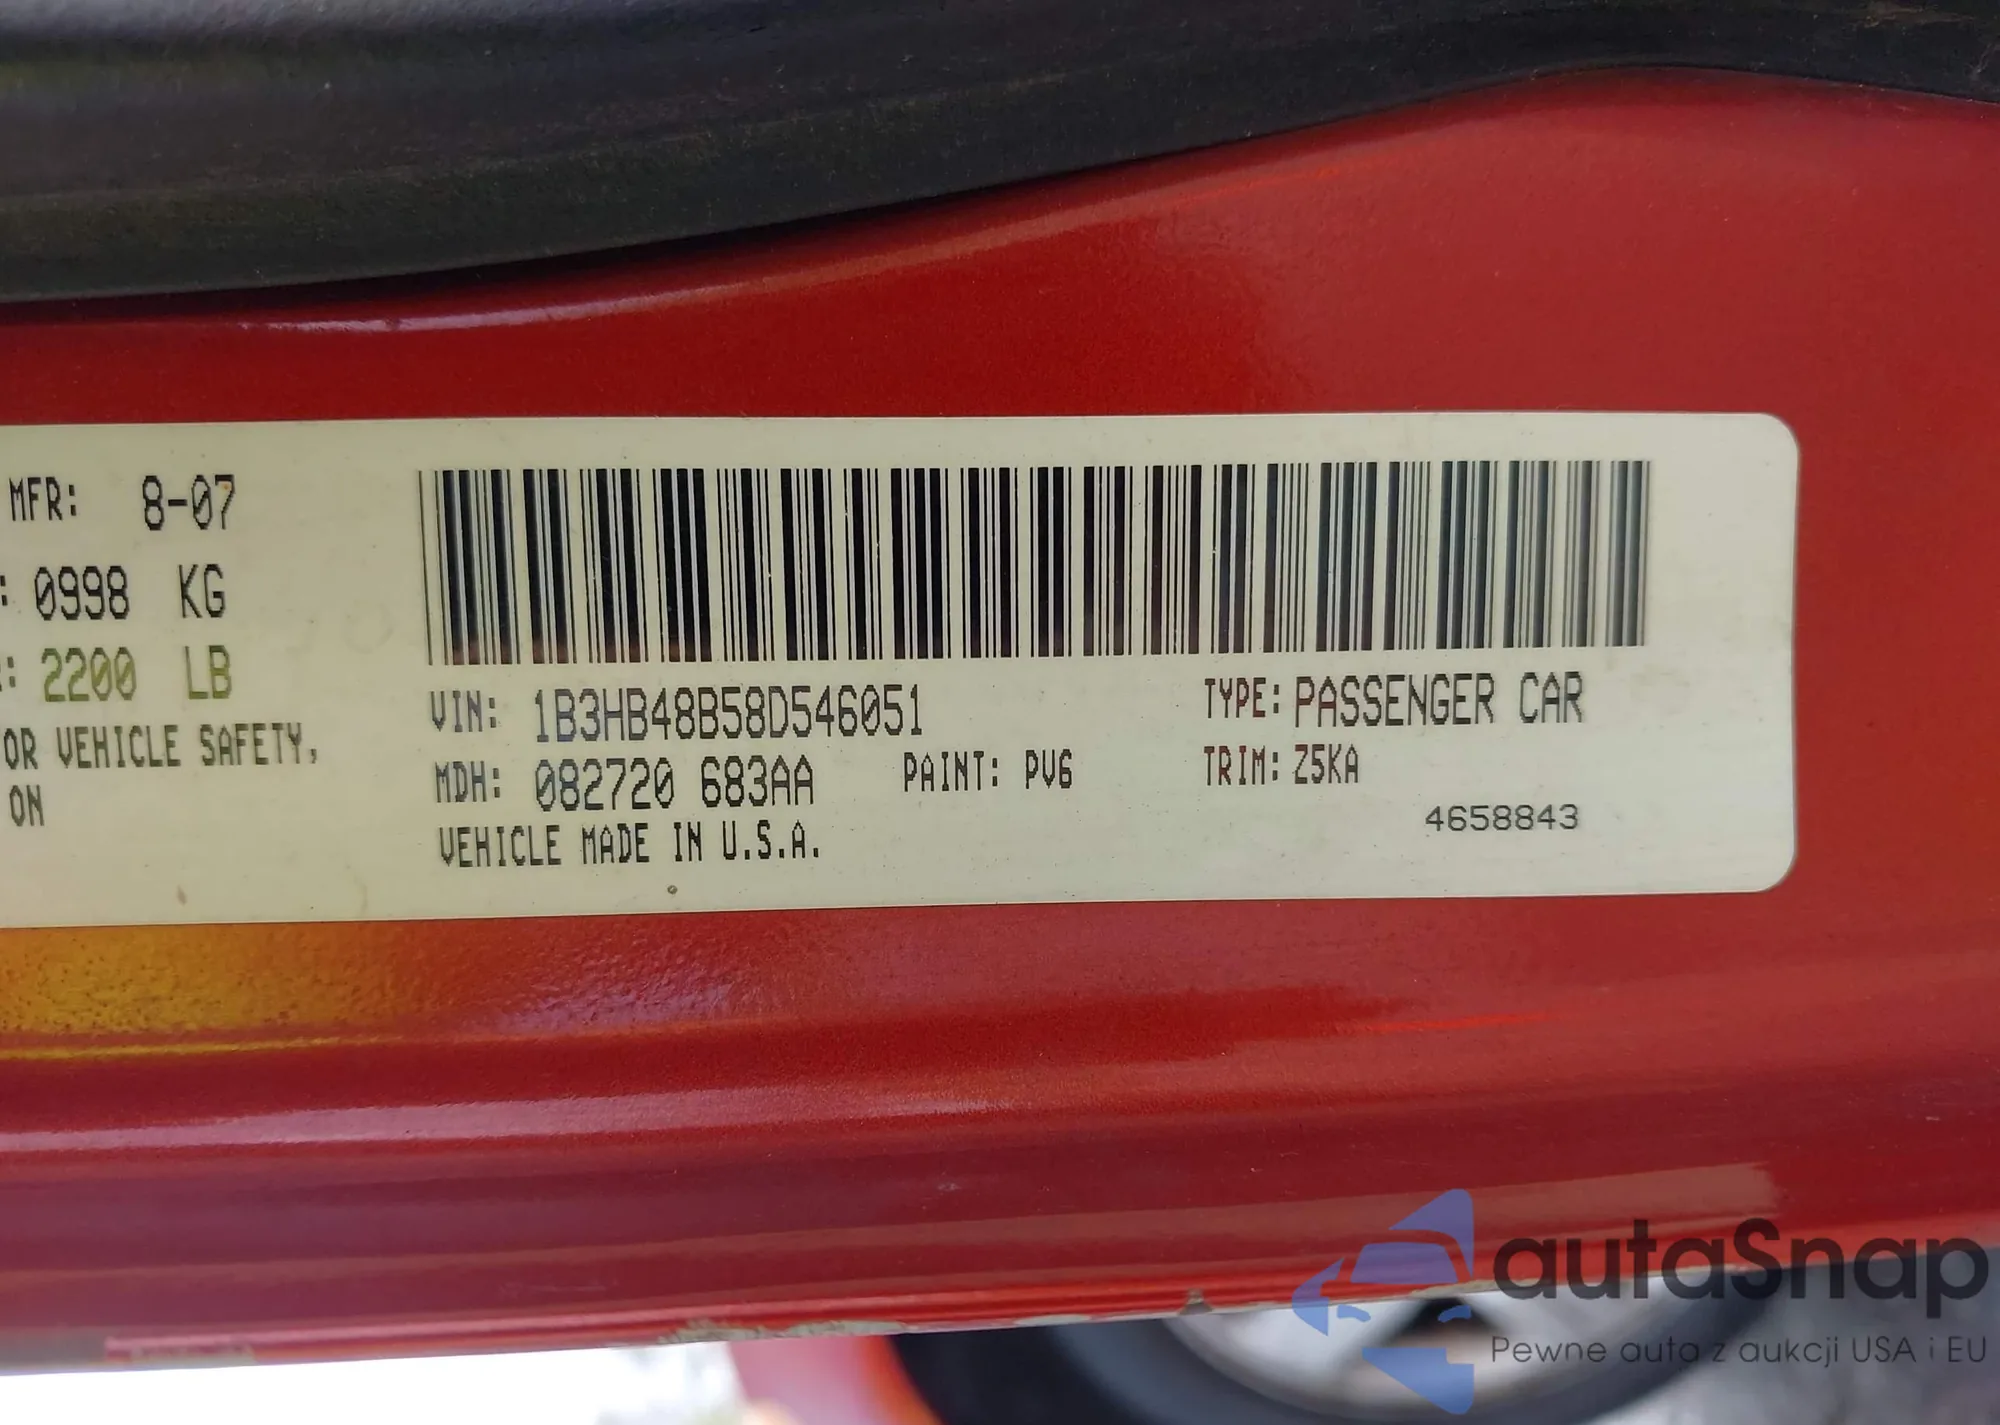 MFR: 8-07
: 0998 KG
: 2200 LB
OR VEHICLE SAFETY,
ON
VIN: 1B3HB48B58D546051
TYPE: PASSENGER CAR
MDH: 082720 683AA
PAINT: PV6
TRIM: Z5KA
VEHICLE MADE IN U.S.A.
4658843
autaSnap
Pewne auta z aukcji USA i EU